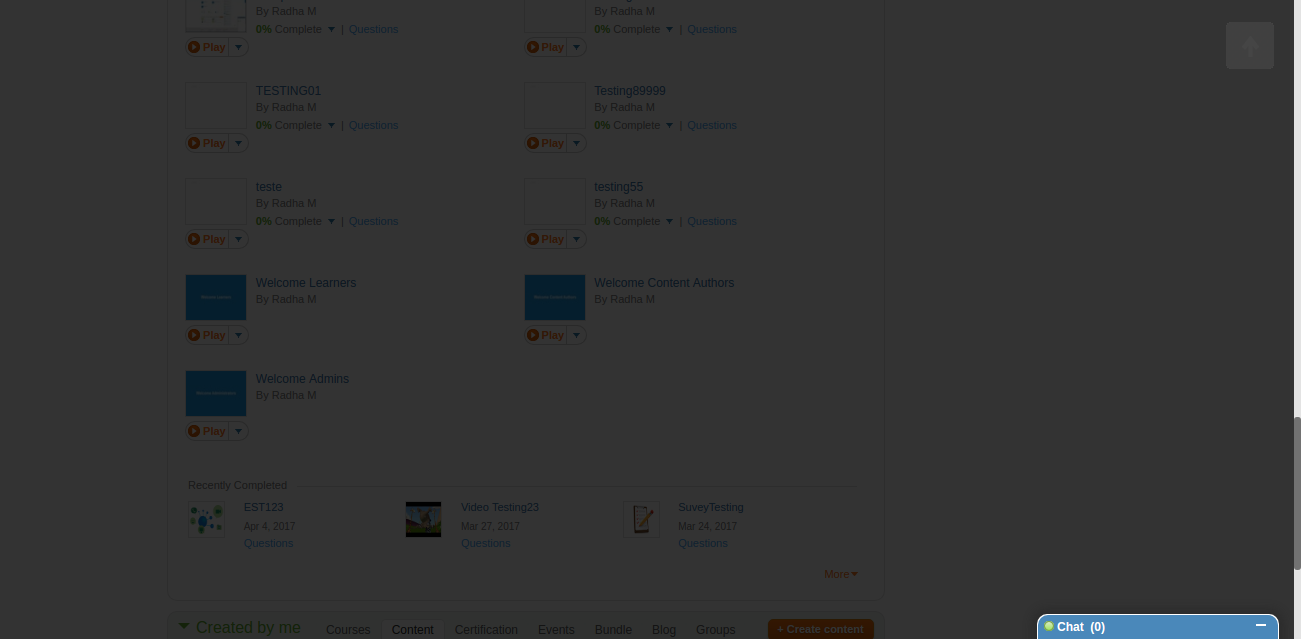 By Radha M
0% Complete | Questions
Play
By Radha M
0% Complete | Questions
Play
TESTING01
By Radha M
0% Complete | Questions
Play
Testing89999
By Radha M
0% Complete | Questions
Play
teste
By Radha M
0% Complete | Questions
Play
testing55
By Radha M
0% Complete | Questions
Play
Welcome Learners
By Radha M
Play
Welcome Content Authors
By Radha M
Play
Welcome Admins
By Radha M
Play
Recently Completed
EST123
Apr 4, 2017
Questions
Video Testing23
Mar 27, 2017
Questions
SuveyTesting
Mar 24, 2017
Questions
More
Created by me Courses Content Certification Events Bundle Blog Groups + Create content
Chat (0)